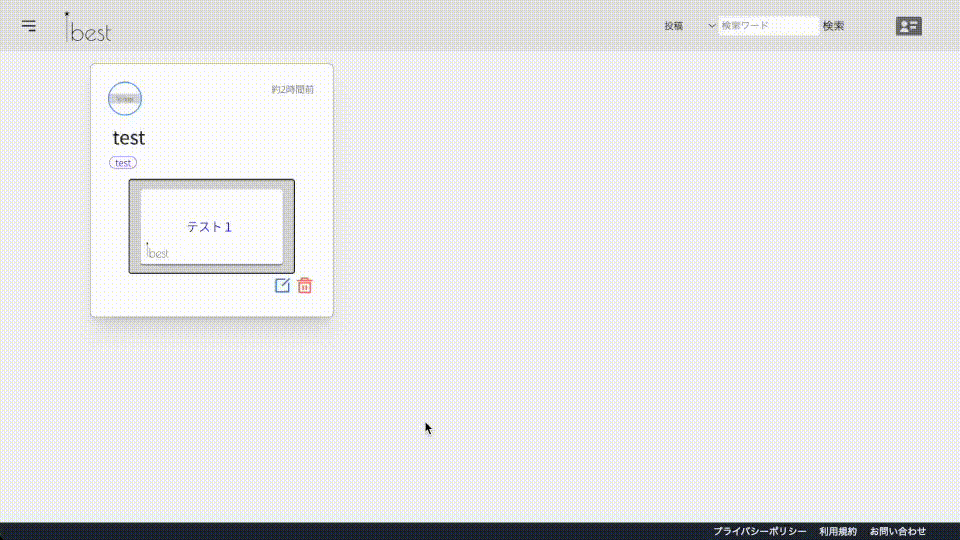 best
投稿
検索ワード
検索
約2時間前
test
test
テスト１
best
プライバシーポリシー 利用規約 お問い合わせ